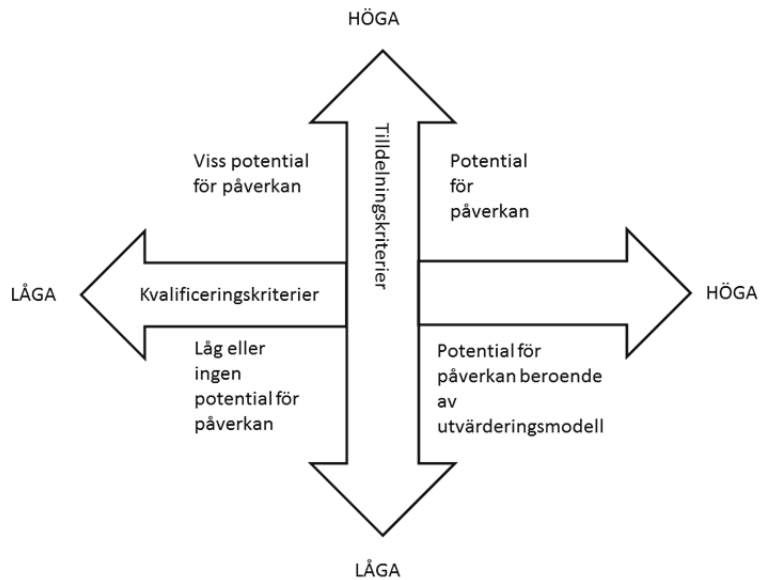 HÖGA
Tilldelningskriterier
Viss potential
för påverkan
Potential
för
påverkan
LÅGA
Kvalificeringskriterier
HÖGA
Låg eller
ingen
potential för
påverkan
Potential för
påverkan beroende
av
utvärderingsmodell
LÅGA